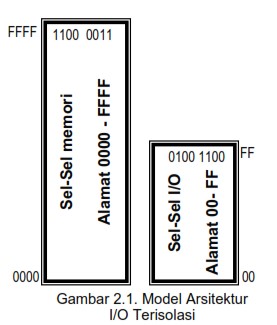 FFFF
1100 0011
Sel-Sel memori
Alamat 0000 - FFFF
0000
0100 1100
FF
Sel-Sel I/O
Alamat 00- FF
00
Gambar 2.1. Model Arsitektur
I/O Terisolasi